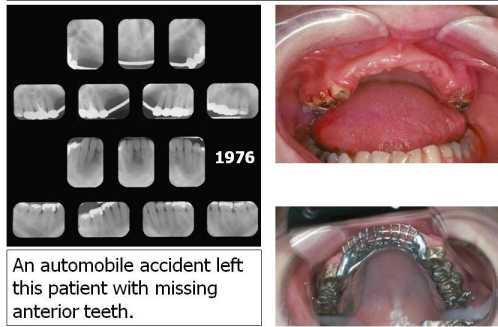 1976
An automobile accident left
this patient with missing
anterior teeth.